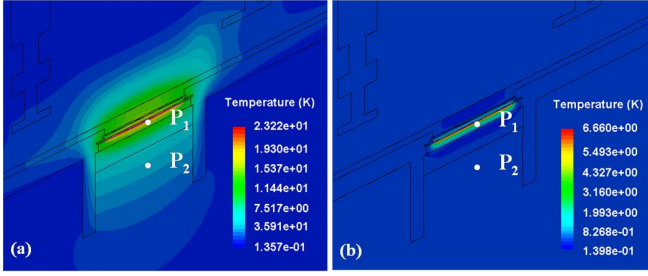 P1
P2
Temperature (K)
2.322e+01
1.930e+01
1.537e+01
1.144e+01
7.517e+00
3.591e+01
1.357e-01
(a)
P1
P2
Temperature (K)
6.660e+00
5.493e+00
4.327e+00
3.160e+00
1.993e+00
8.268e-01
1.398e-01
(b)